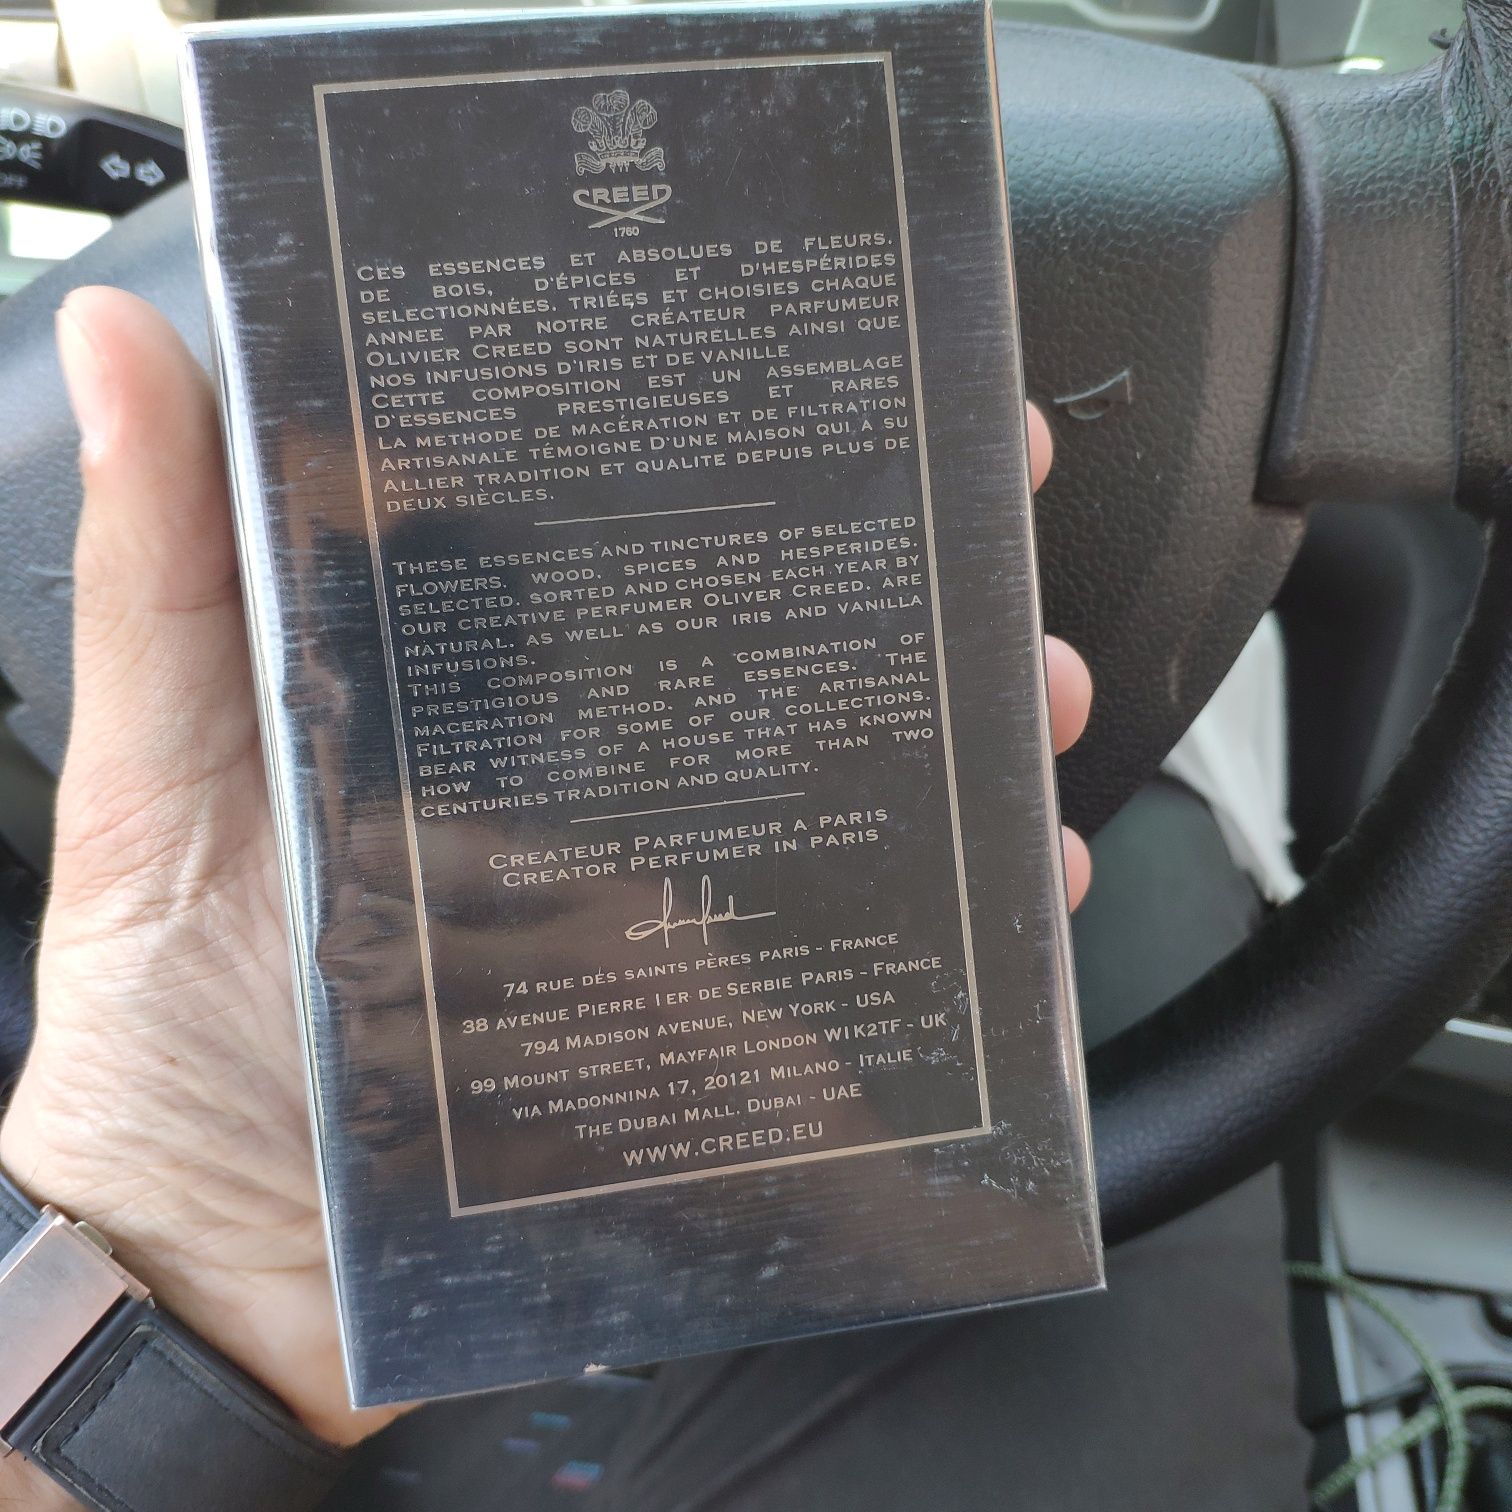 CREED
1760
CES ESSENCES ET ABSOLUES DE FLEURS,
DE BOIS, D'ÉPICES ET D'HESPÉRIDES
SELECTIONNÉES, TRIÉES ET CHOISIES CHAQUE
ANNEE PAR NOTRE CRÉATEUR PARFUMEUR
OLIVIER CREED SONT NATURELLES AINSI QUE
NOS INFUSIONS D'IRIS ET DE VANILLE
CETTE COMPOSITION EST UN ASSEMBLAGE
D'ESSENCES PRESTIGIEUSES ET RARES
LA METHODE DE MACÉRATION ET DE FILTRATION
ARTISANALE TÉMOIGNE D'UNE MAISON QUI A SU
ALLIER TRADITION ET QUALITE DEPUIS PLUS DE
DEUX SIÈCLES.
THESE ESSENCES AND TINCTURES OF SELECTED
FLOWERS, WOOD, SPICES AND HESPERIDES,
SELECTED, SORTED AND CHOSEN EACH YEAR BY
OUR CREATIVE PERFUMER OLIVER CREED, ARE
NATURAL, AS WELL AS OUR IRIS AND VANILLA
INFUSIONS.
THIS COMPOSITION IS A COMBINATION OF
PRESTIGIOUS AND RARE ESSENCES. THE
MACERATION METHOD, AND THE ARTISANAL
FILTRATION FOR SOME OF OUR COLLECTIONS,
BEAR WITNESS OF A HOUSE THAT HAS KNOWN
HOW TO COMBINE FOR MORE THAN TWO
CENTURIES TRADITION AND QUALITY.
CREATEUR PARFUMEUR A PARIS
CREATOR PERFUMER IN PARIS
74 RUE DES SAINTS PÈRES PARIS - FRANCE
38 AVENUE PIERRE 1ER DE SERBIE PARIS - FRANCE
794 MADISON AVENUE, NEW YORK - USA
99 MOUNT STREET, MAYFAIR LONDON W1K2TF - UK
VIA MADONNINA 17, 20121 MILANO - ITALIE
THE DUBAI MALL. DUBAI - UAE
WWW.CREED.EU